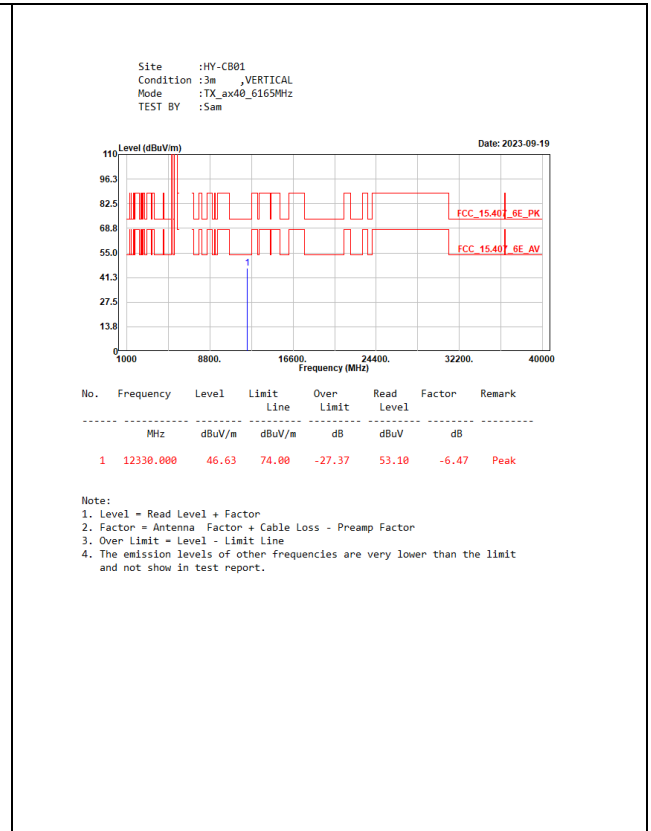 Site :HY-CB01
Condition :3m ,VERTICAL
Mode :TX_ax40_6165MHz
TEST BY :Sam
Level (dBuV/m) Date: 2023-09-19
110
96.3
82.5
FCC_15.407_6E_PK
68.8
FCC_15.407_6E_AV
55.0
1
41.3
27.5
13.8
0
1000 8800. 16600. 24400. 32200. 40000
Frequency (MHz)
No. Frequency Level Limit Over Read Factor Remark
Line Limit Level
------ ----------- -------- -------- --------- --------- -------- ---------
MHz dBuV/m dBuV/m dB dBuV dB
1 12330.000 46.63 74.00 -27.37 53.10 -6.47 Peak
Note:
1. Level = Read Level + Factor
2. Factor = Antenna Factor + Cable Loss - Preamp Factor
3. Over Limit = Level - Limit Line
4. The emission levels of other frequencies are very lower than the limit
and not show in test report.